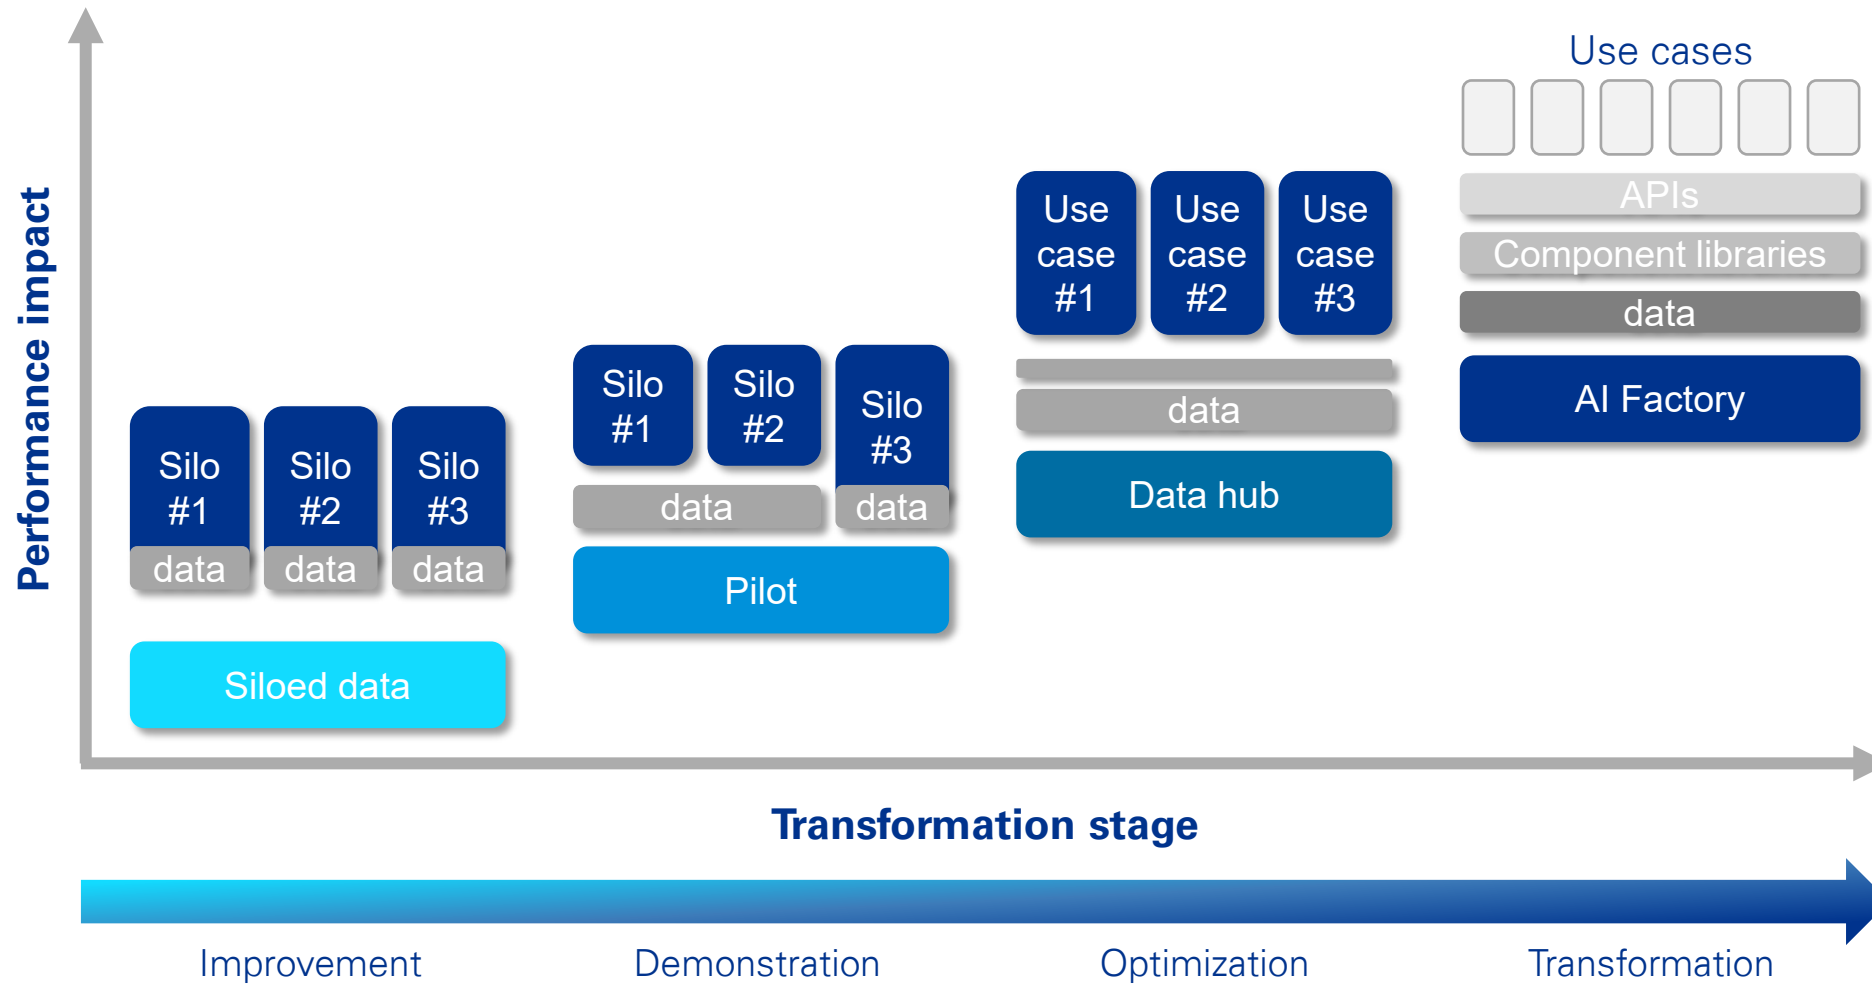 Performance impact
Silo
#1
data
Silo
#2
data
Silo
#3
data
Siloed data
Silo
#1
Silo
#2
data
Silo
#3
data
Pilot
Use
case
#1
Use
case
#2
Use
case
#3
data
Data hub
Use cases
APIs
Component libraries
data
AI Factory
Transformation stage
Improvement
Demonstration
Optimization
Transformation